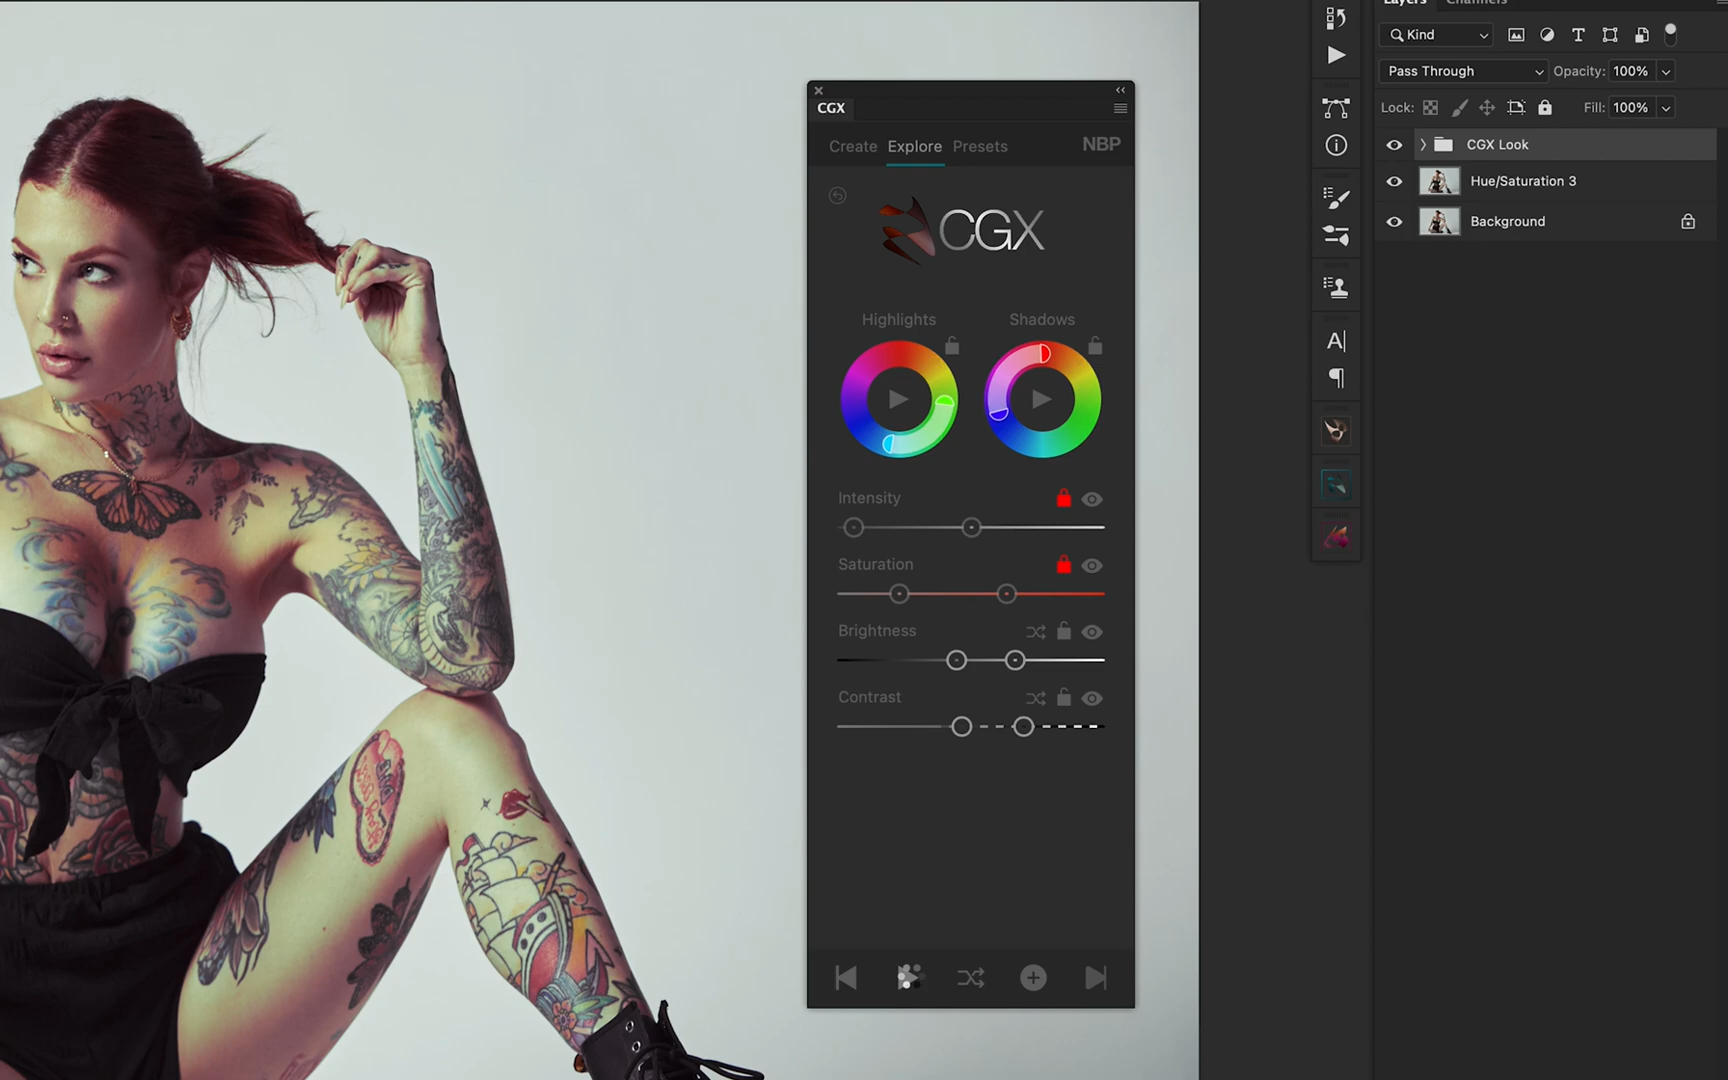 Layers Channels
Kind
Pass Through Opacity: 100%
Lock: Fill: 100%
CGX Look
Hue/Saturation 3
Background
CGX
Create Explore Presets NBP
CGX
Highlights Shadows
Intensity
Saturation
Brightness
Contrast